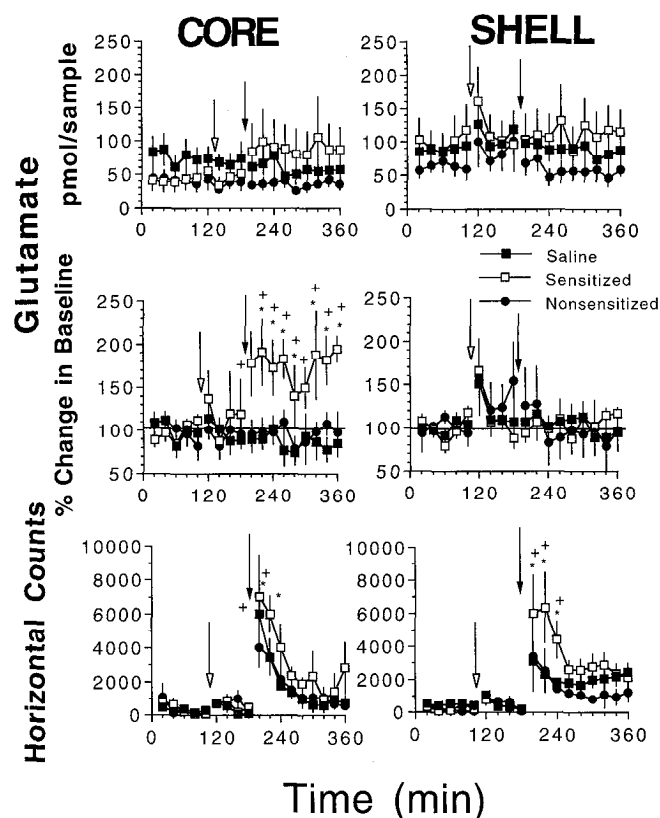 CORE
SHELL
Glutamate
pmol/sample
250
200
150
100
50
0
0 120 240 360
250
200
150
100
50
0
0 120 240 360
Saline
Sensitized
Nonsensitized
% Change in Baseline
250
200
150
100
50
0 120 240 360
+ + + + + + + + +
* * * * * * *
250
200
150
100
50
0 120 240 360
Horizontal Counts
10000
8000
6000
4000
2000
0
0 120 240 360
+ +
* *
10000
8000
6000
4000
2000
0
0 120 240 360
+ + +
* * *
Time (min)